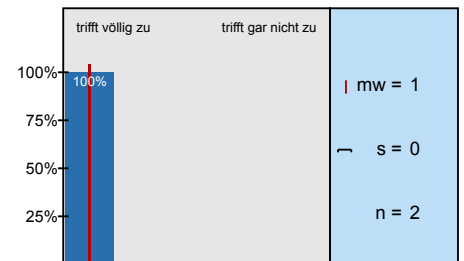 trifft völlig zu trifft gar nicht zu
100%
100%
75%
50%
25%
mw = 1
s = 0
n = 2